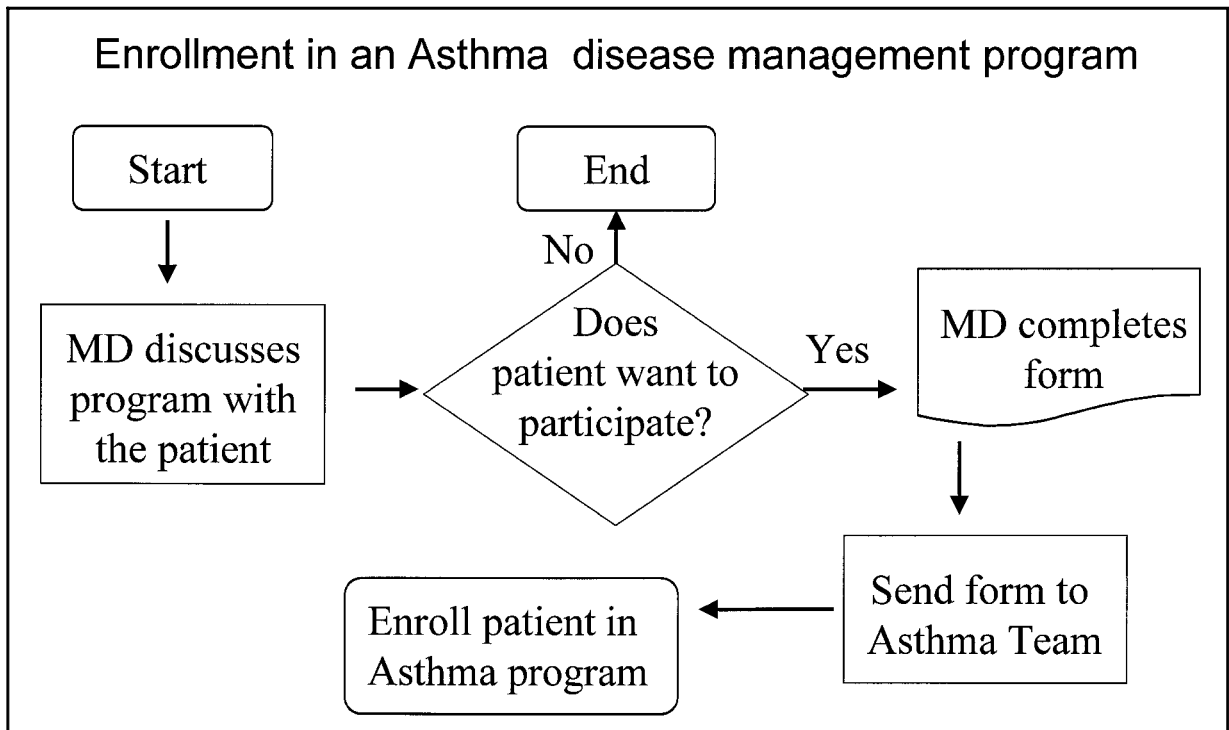 Enrollment in an Asthma disease management program
Start
MD discusses
program with
the patient
Does
patient want to
participate?
No
End
Yes
MD completes
form
Send form to
Asthma Team
Enroll patient in
Asthma program